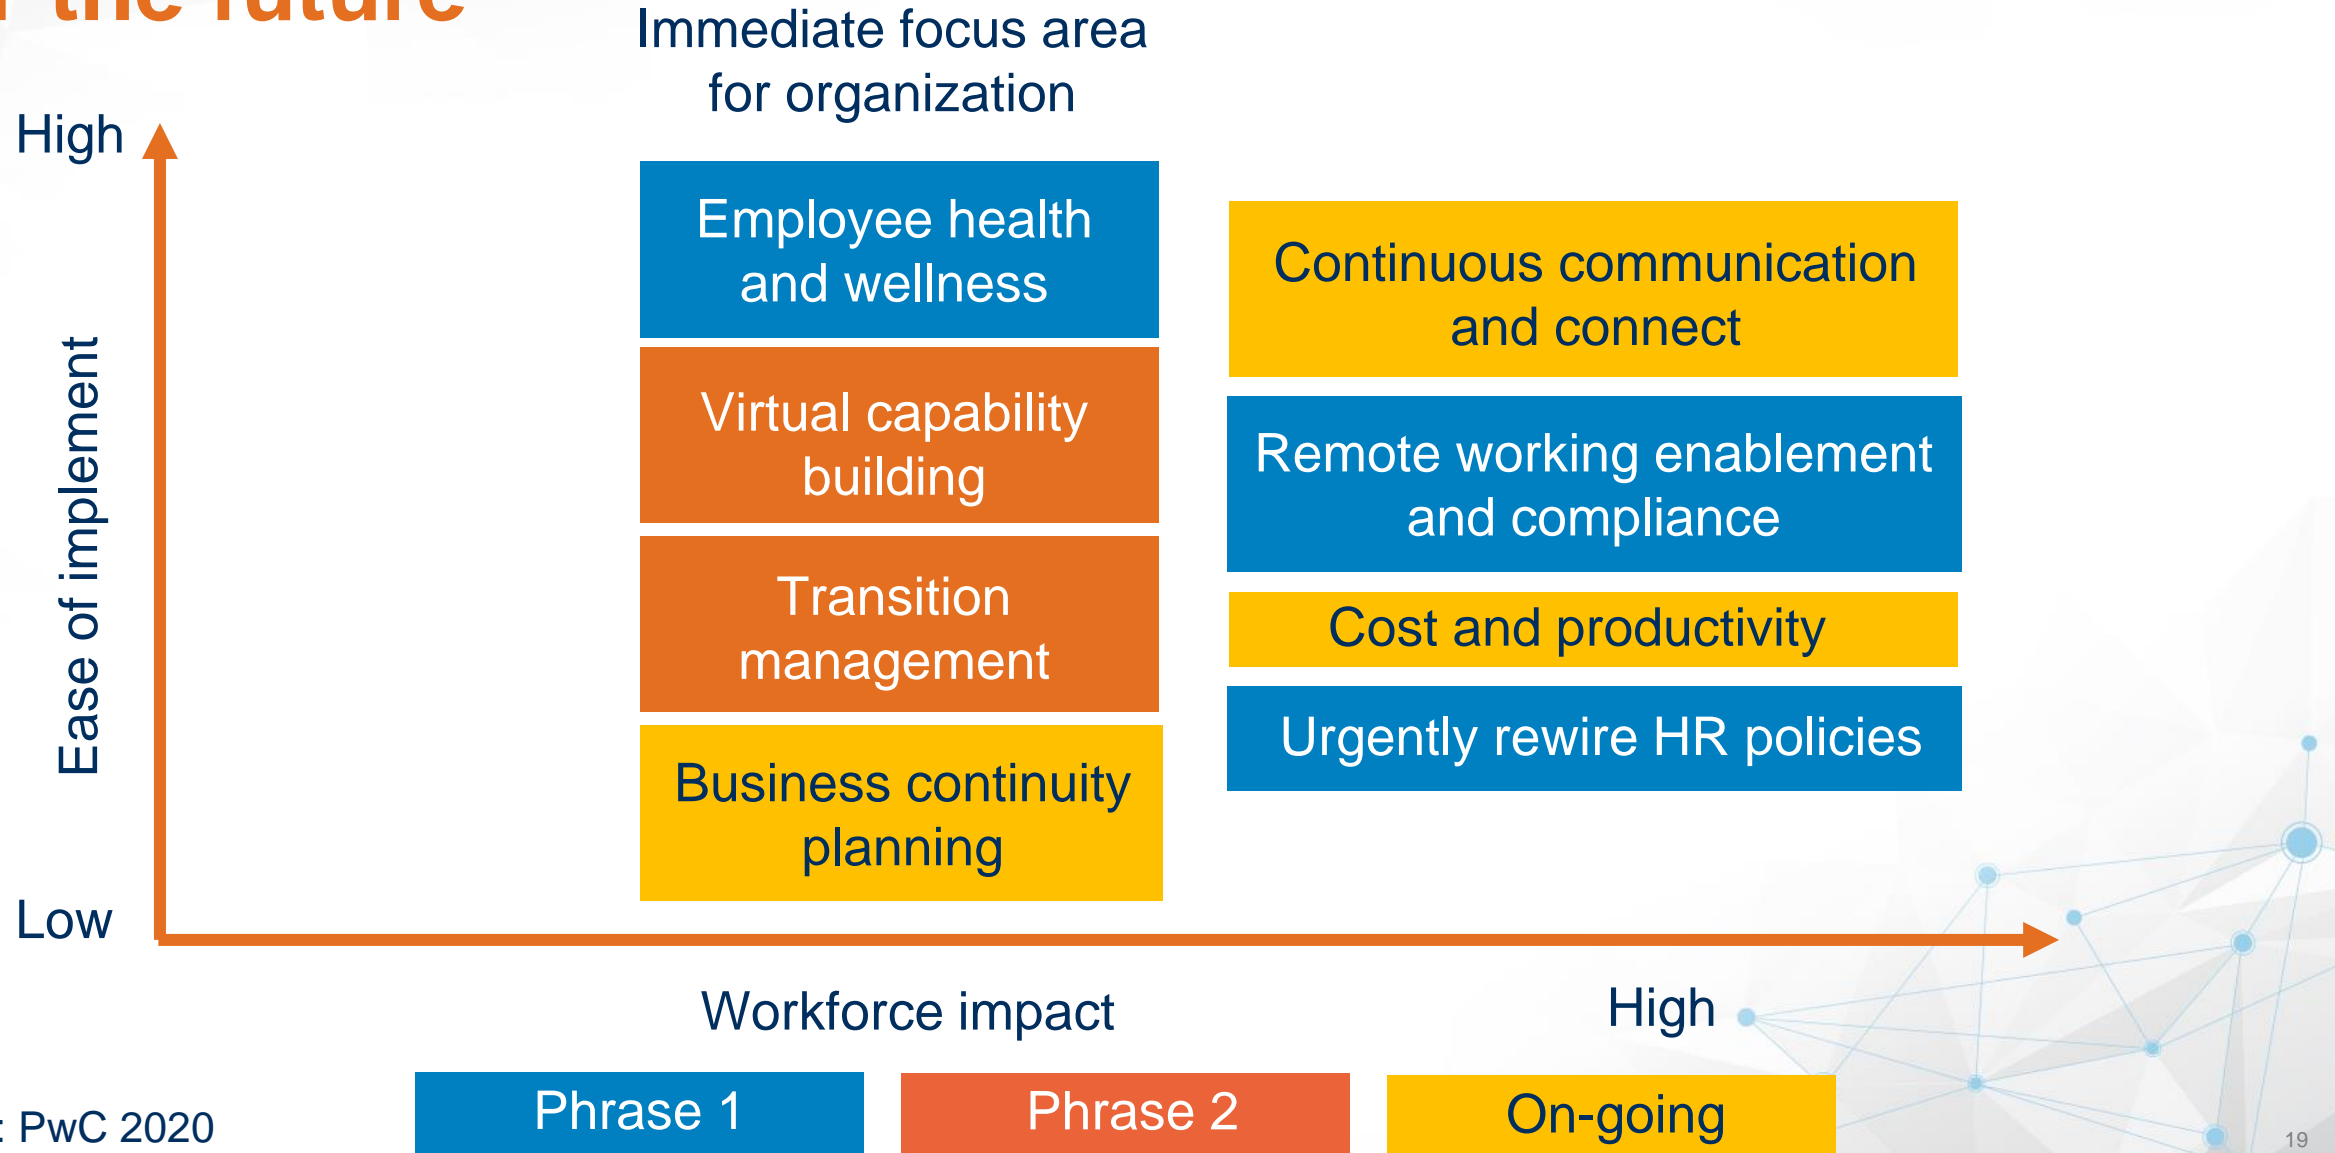 the future
Immediate focus area
for organization
High
Ease of implement
Low
Employee health
and wellness
Virtual capability
building
Transition
management
Business continuity
planning
Continuous communication
and connect
Remote working enablement
and compliance
Cost and productivity
Urgently rewire HR policies
Workforce impact
High
Phrase 1
Phrase 2
On-going
: PwC 2020
19